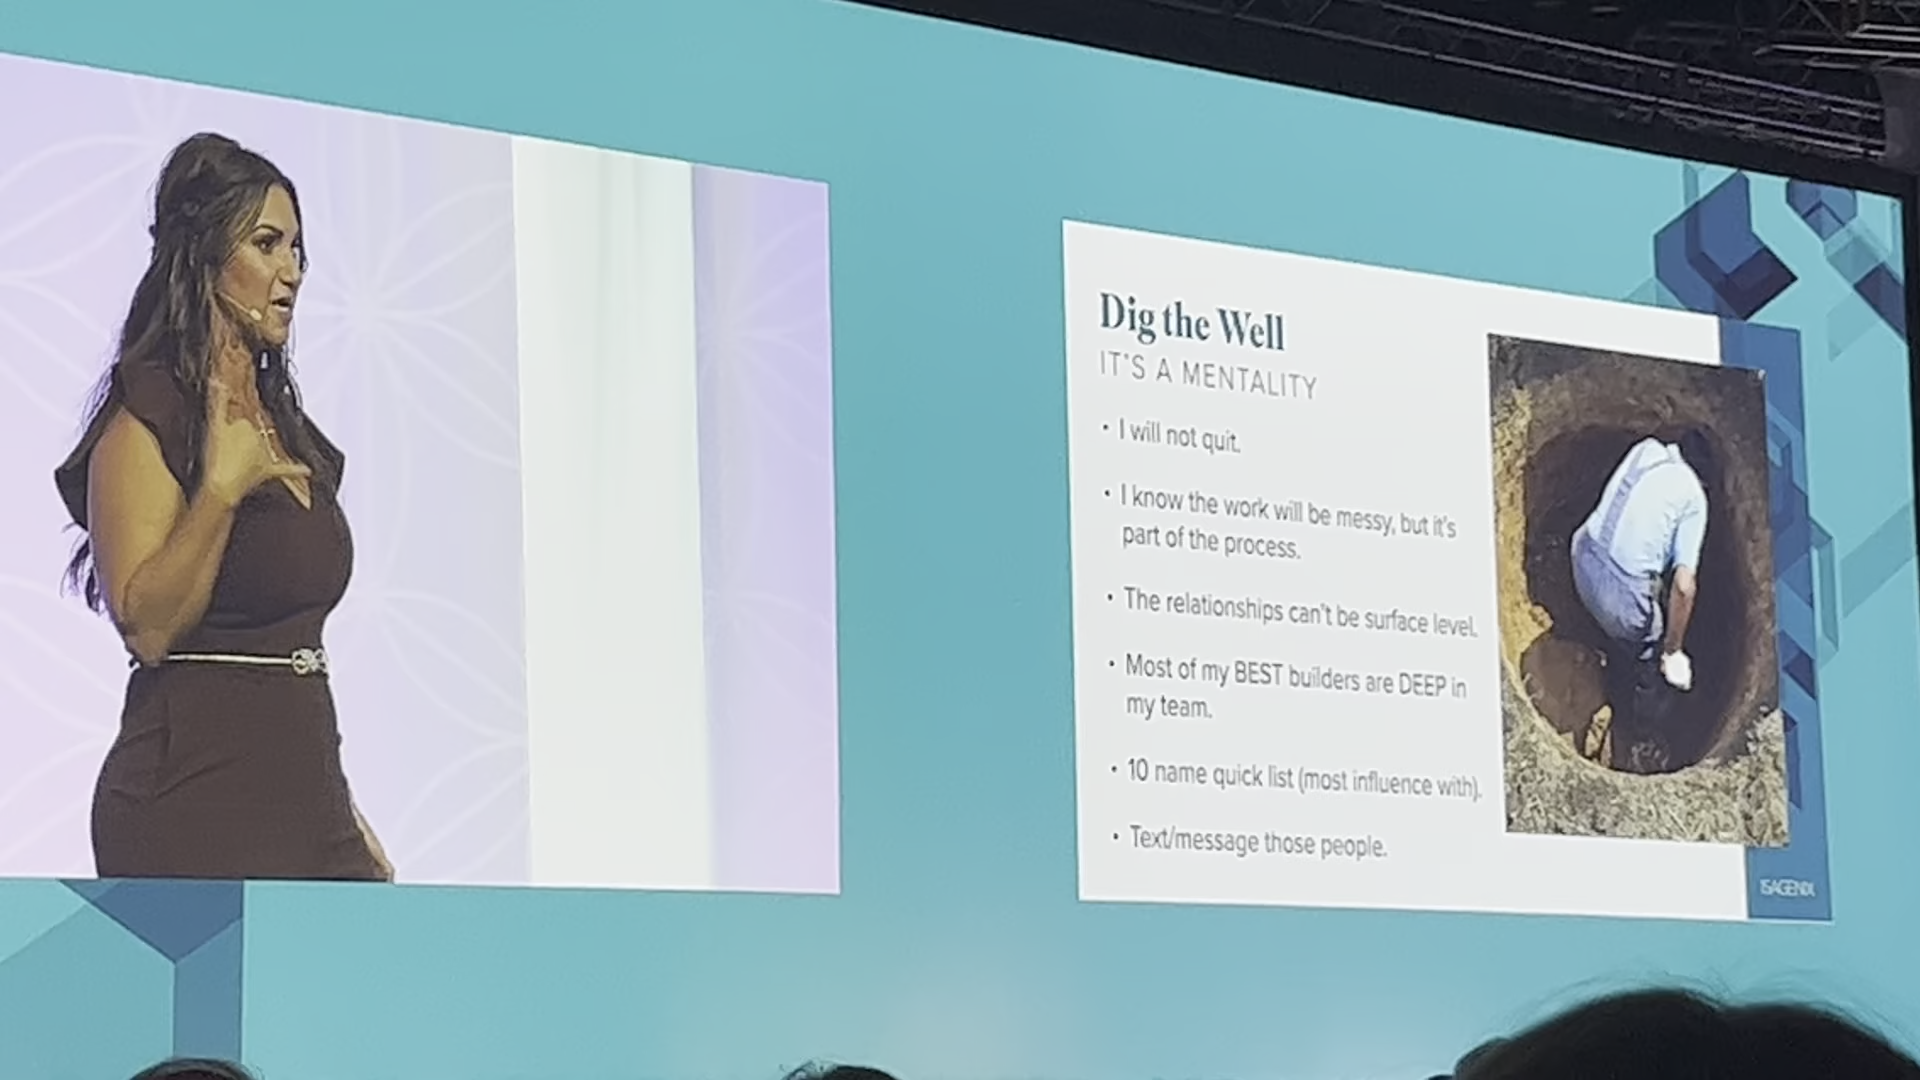 Dig the Well
IT'S A MENTALITY
• I will not quit.
• I know the work will be messy, but it's
part of the process.
• The relationships can't be surface level.
• Most of my BEST builders are DEEP in
my team.
• 10 name quick list (most influence with).
• Text/message those people.
ISAGENIX